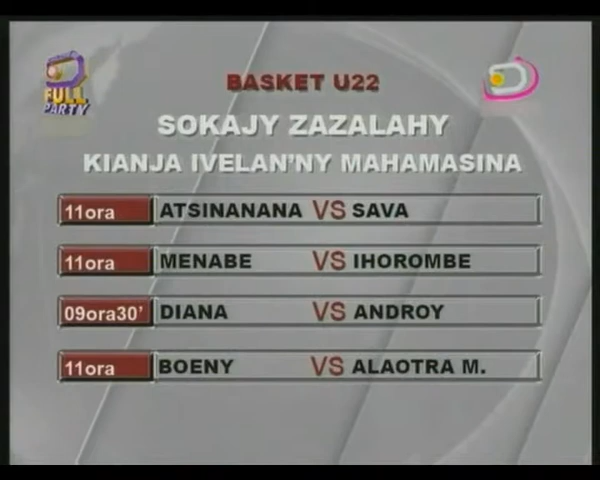 FULL
PARTY
BASKET U22
SOKAJY ZAZALAHY
KIANJA IVELAN'NY MAHAMASINA
11ora ATSINANANA VS SAVA
11ora MENABE VS IHOROMBE
09ora30' DIANA VS ANDROY
11ora BOENY VS ALAOTRA M.